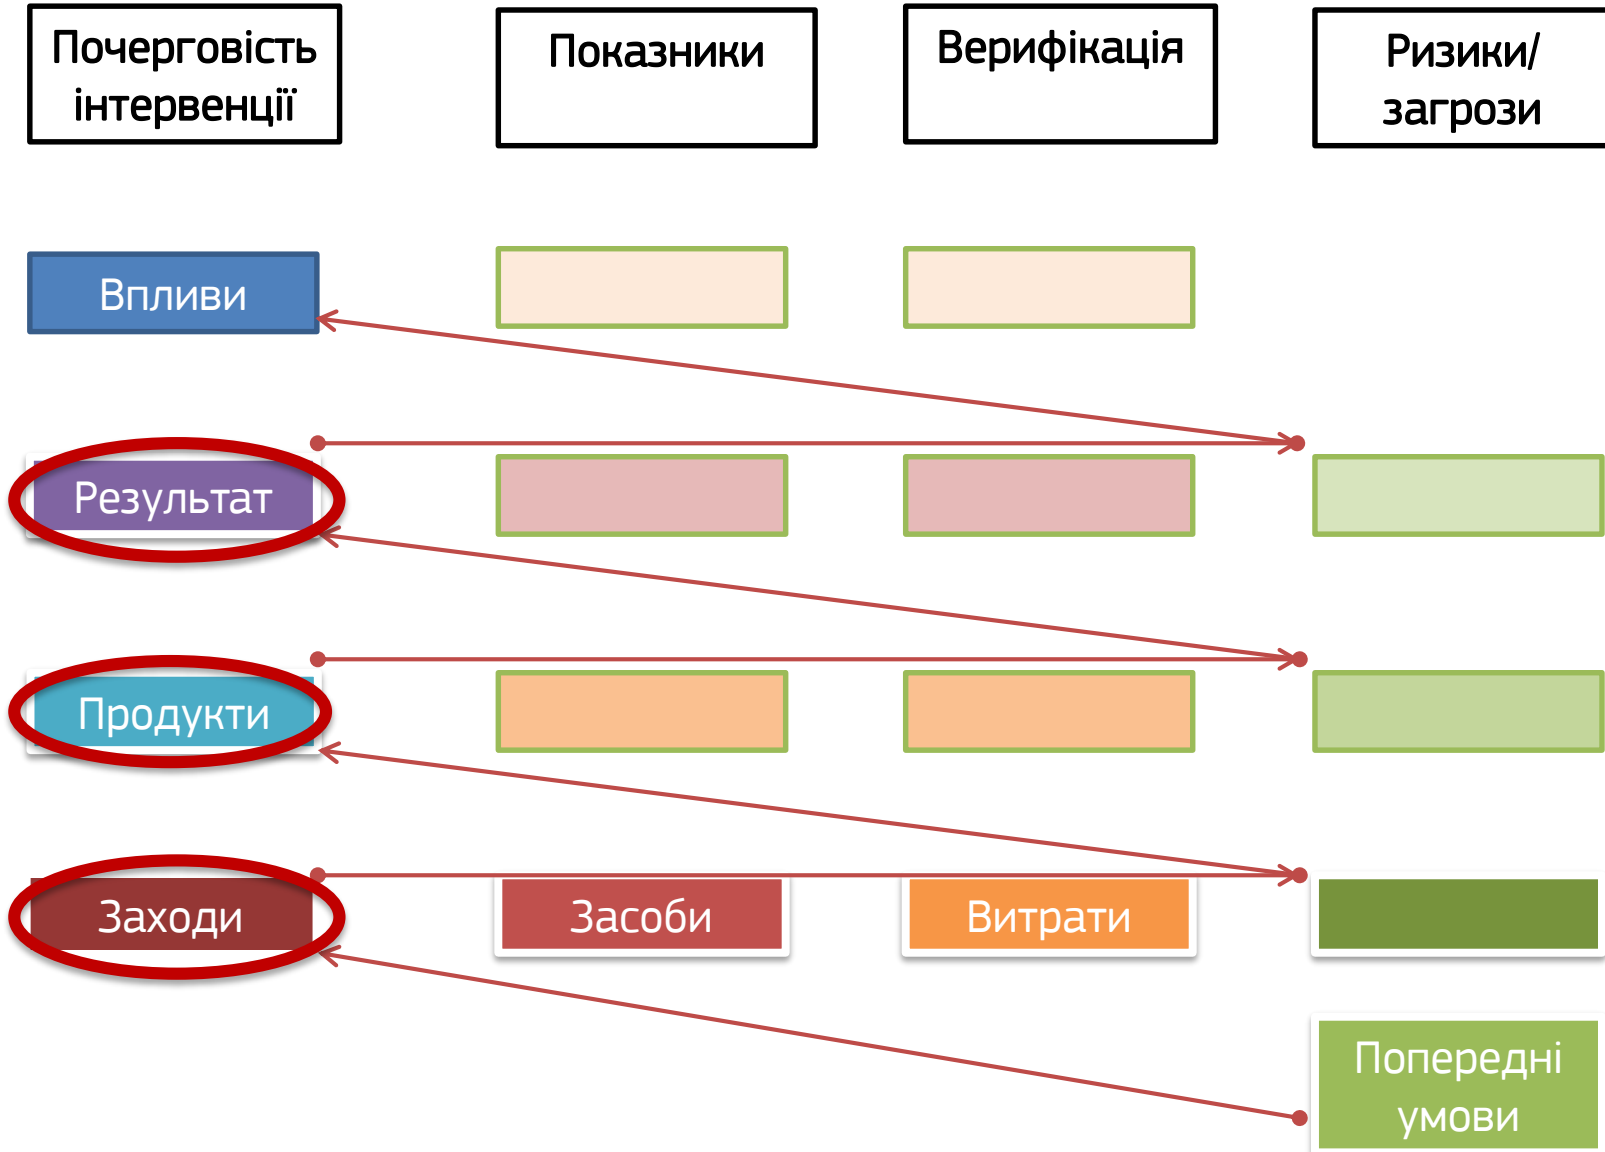 Почерговість
інтервенції
Показники
Верифікація
Ризики/
загрози
Впливи
Результат
Продукти
Заходи
Засоби
Витрати
Попередні
умови